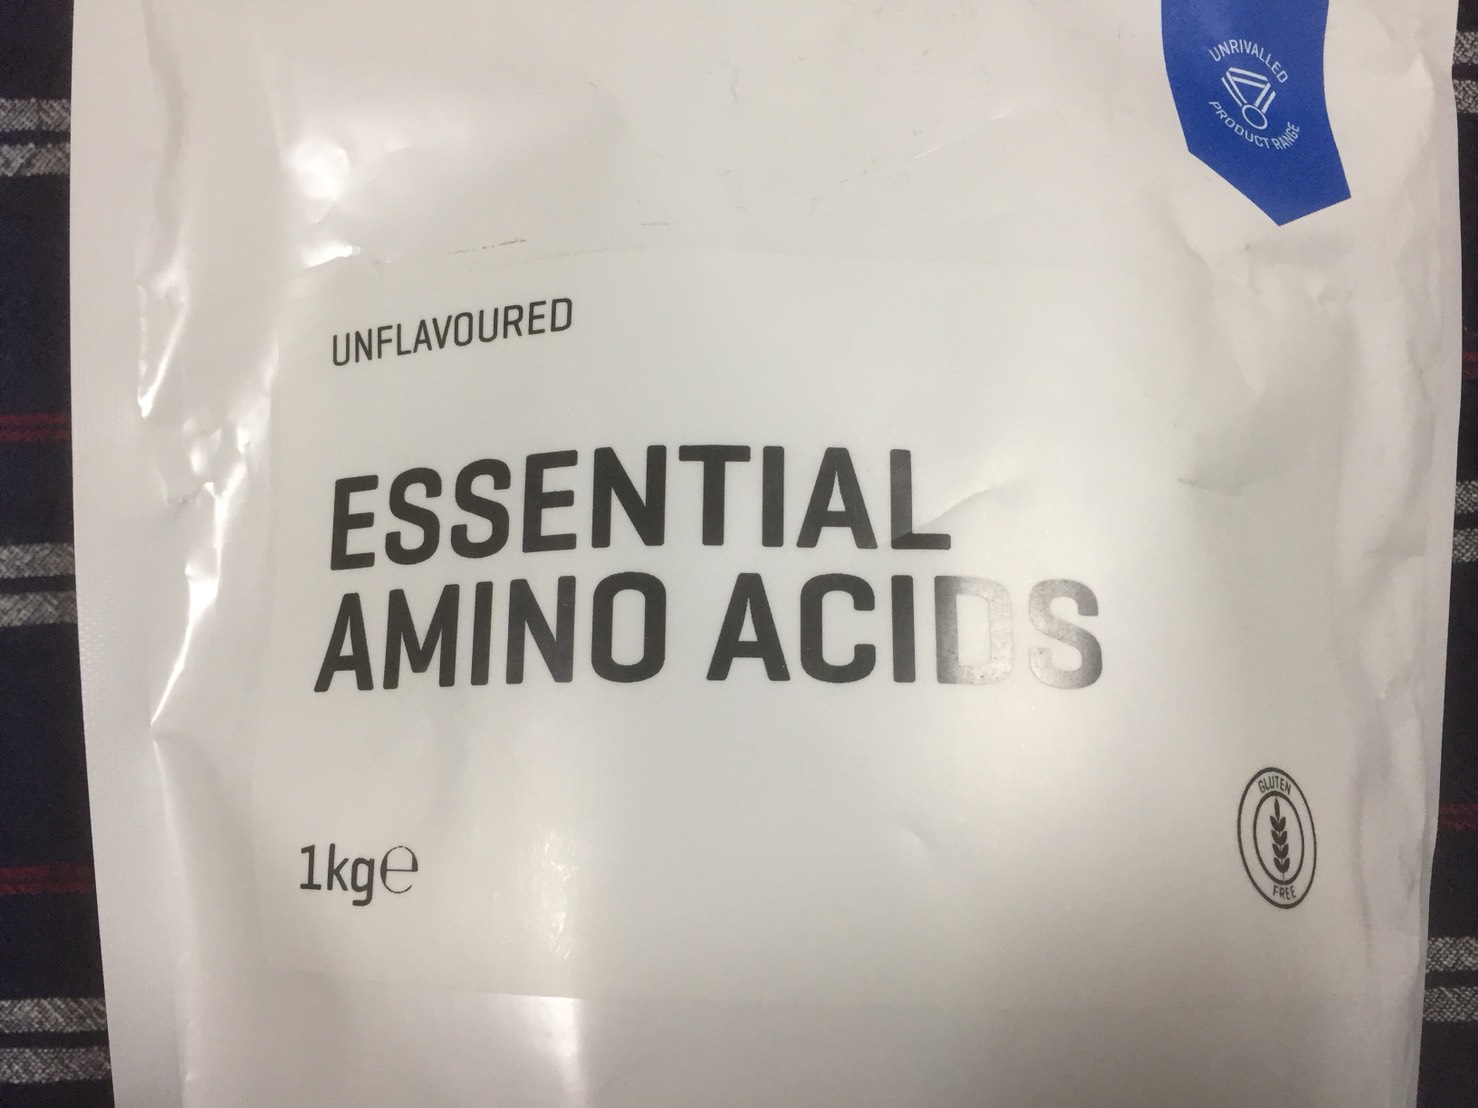 UNRIVALLED
PRODUCT RANGE
UNFLAVOURED
ESSENTIAL
AMINO ACIDS
1kg℮
GLUTEN
FREE